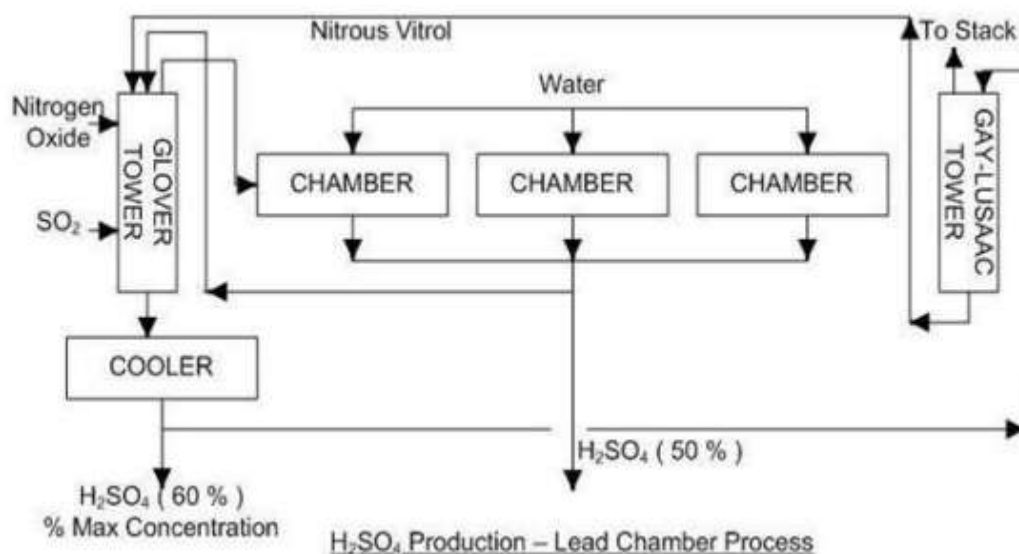 Nitrous Vitrol
To Stack
Water
Nitrogen
Oxide
GLOVER
TOWER
SO₂
CHAMBER
CHAMBER
CHAMBER
GAY-LUSAAC
TOWER
COOLER
H₂SO₄ ( 50 % )
H₂SO₄ ( 60 % )
% Max Concentration
H₂SO₄ Production – Lead Chamber Process